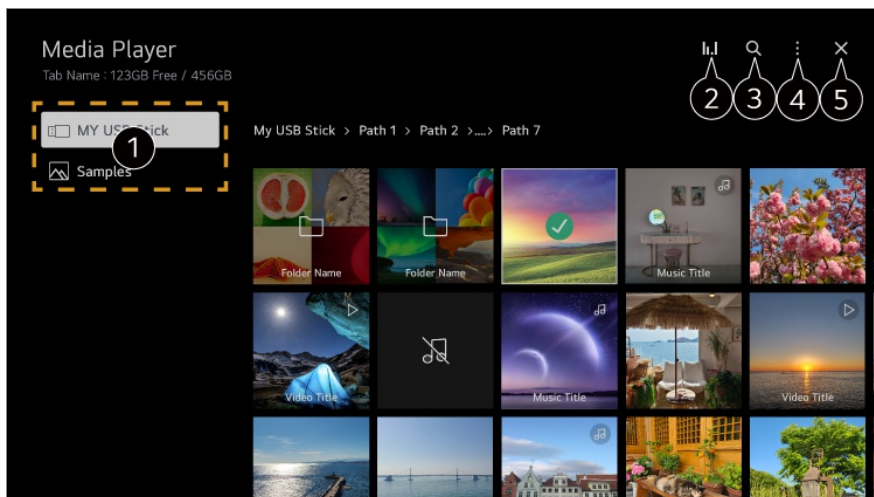 Media Player
Tab Name : 123GB Free / 456GB
2
3
4
5
MY USB Stick
1
Samples
My USB Stick > Path 1 > Path 2 >....> Path 7
Folder Name
Folder Name
Music Title
Video Title
Music Title
Video Title